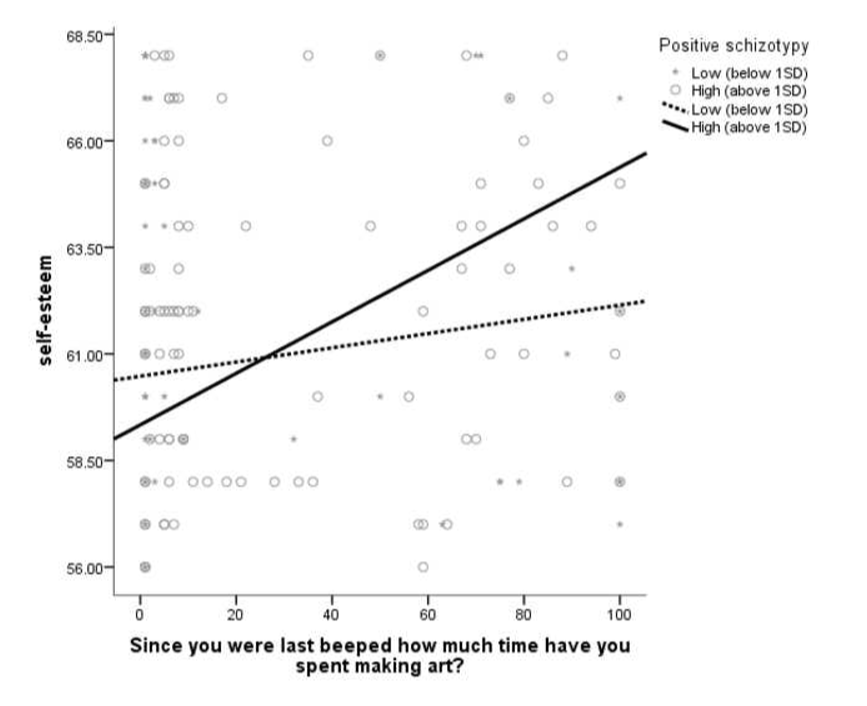 68.50
66.00
63.50
61.00
58.50
56.00
self-esteem
0 20 40 60 80 100
Since you were last beeped how much time have you
spent making art?
Positive schizotypy
Low (below 1SD)
High (above 1SD)
Low (below 1SD)
High (above 1SD)